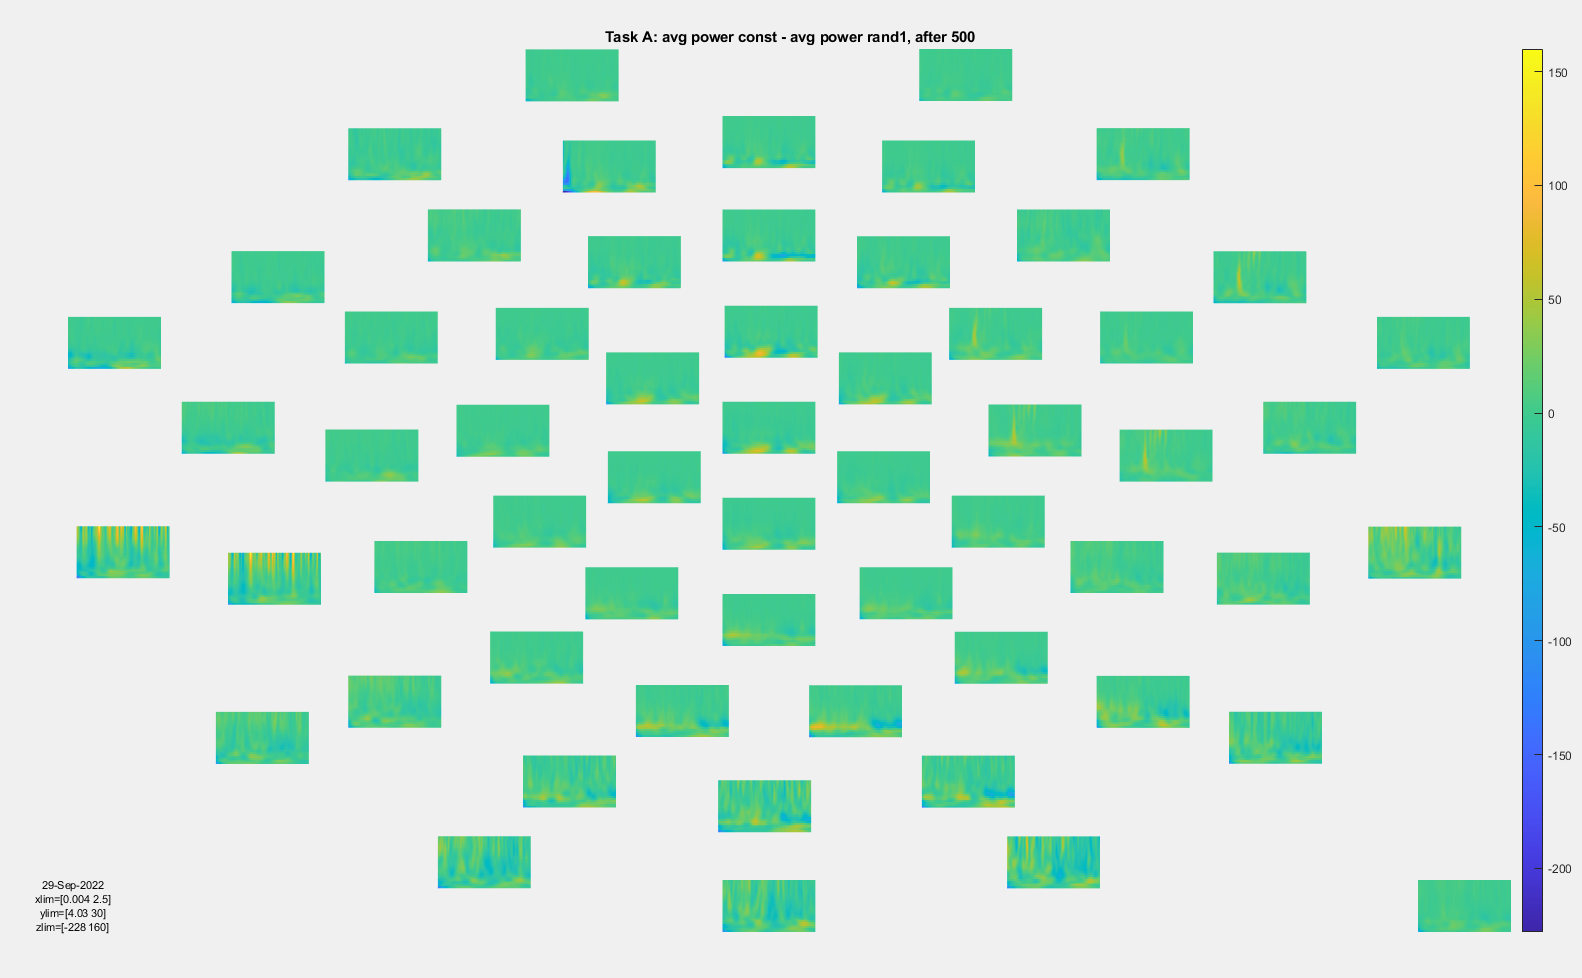 Task A: avg power const - avg power rand1, after 500
150
100
50
0
-50
-100
-150
-200
29-Sep-2022
xlim=[0.004 2.5]
ylim=[4.03 30]
zlim=[-228 160]